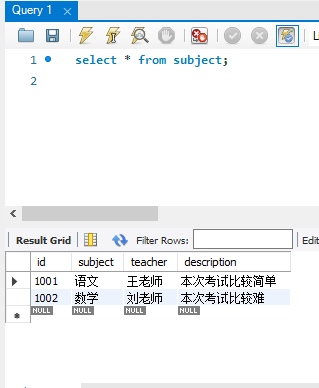 Query 1
Li
1 select * from subject;
2
Result Grid Filter Rows: Edit
id subject teacher description
1001 语文 王老师 本次考试比较简单
1002 数学 刘老师 本次考试比较难
NULL NULL NULL NULL